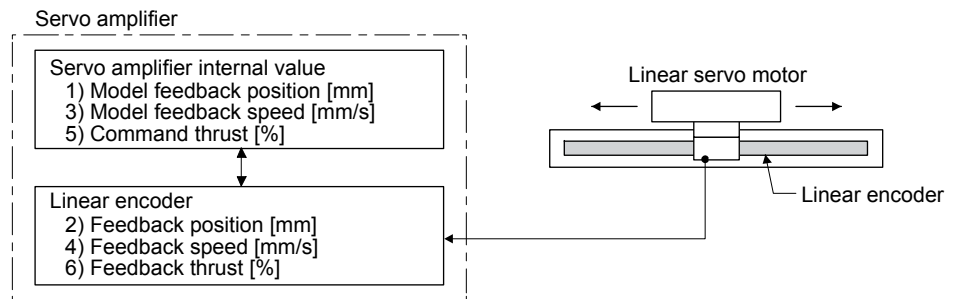 Servo amplifier
Servo amplifier internal value
1) Model feedback position [mm]
3) Model feedback speed [mm/s]
5) Command thrust [%]
Linear encoder
2) Feedback position [mm]
4) Feedback speed [mm/s]
6) Feedback thrust [%]
Linear servo motor
Linear encoder